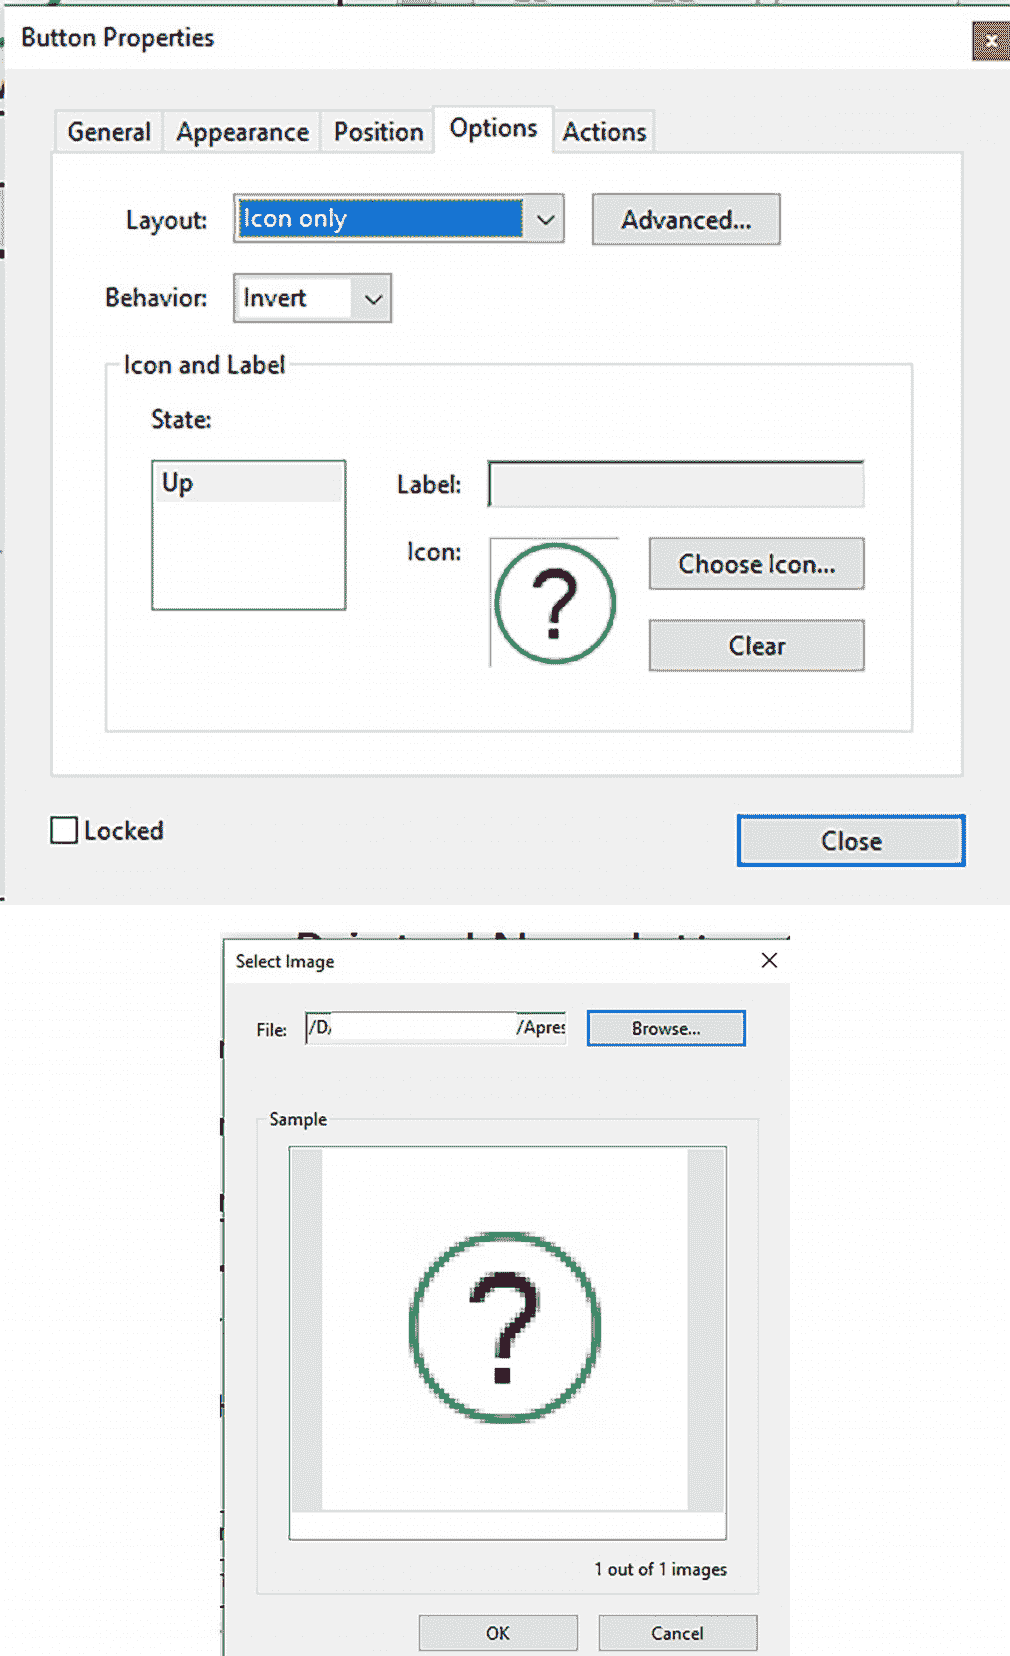 Button Properties
General Appearance Position Options Actions
Layout: Icon only Advanced...
Behavior: Invert
Icon and Label
State:
Up
Label:
Icon: ? Choose Icon...
Clear
Locked
Close
Select Image
File: /D/ /Apres Browse...
Sample
?
1 out of 1 images
OK Cancel